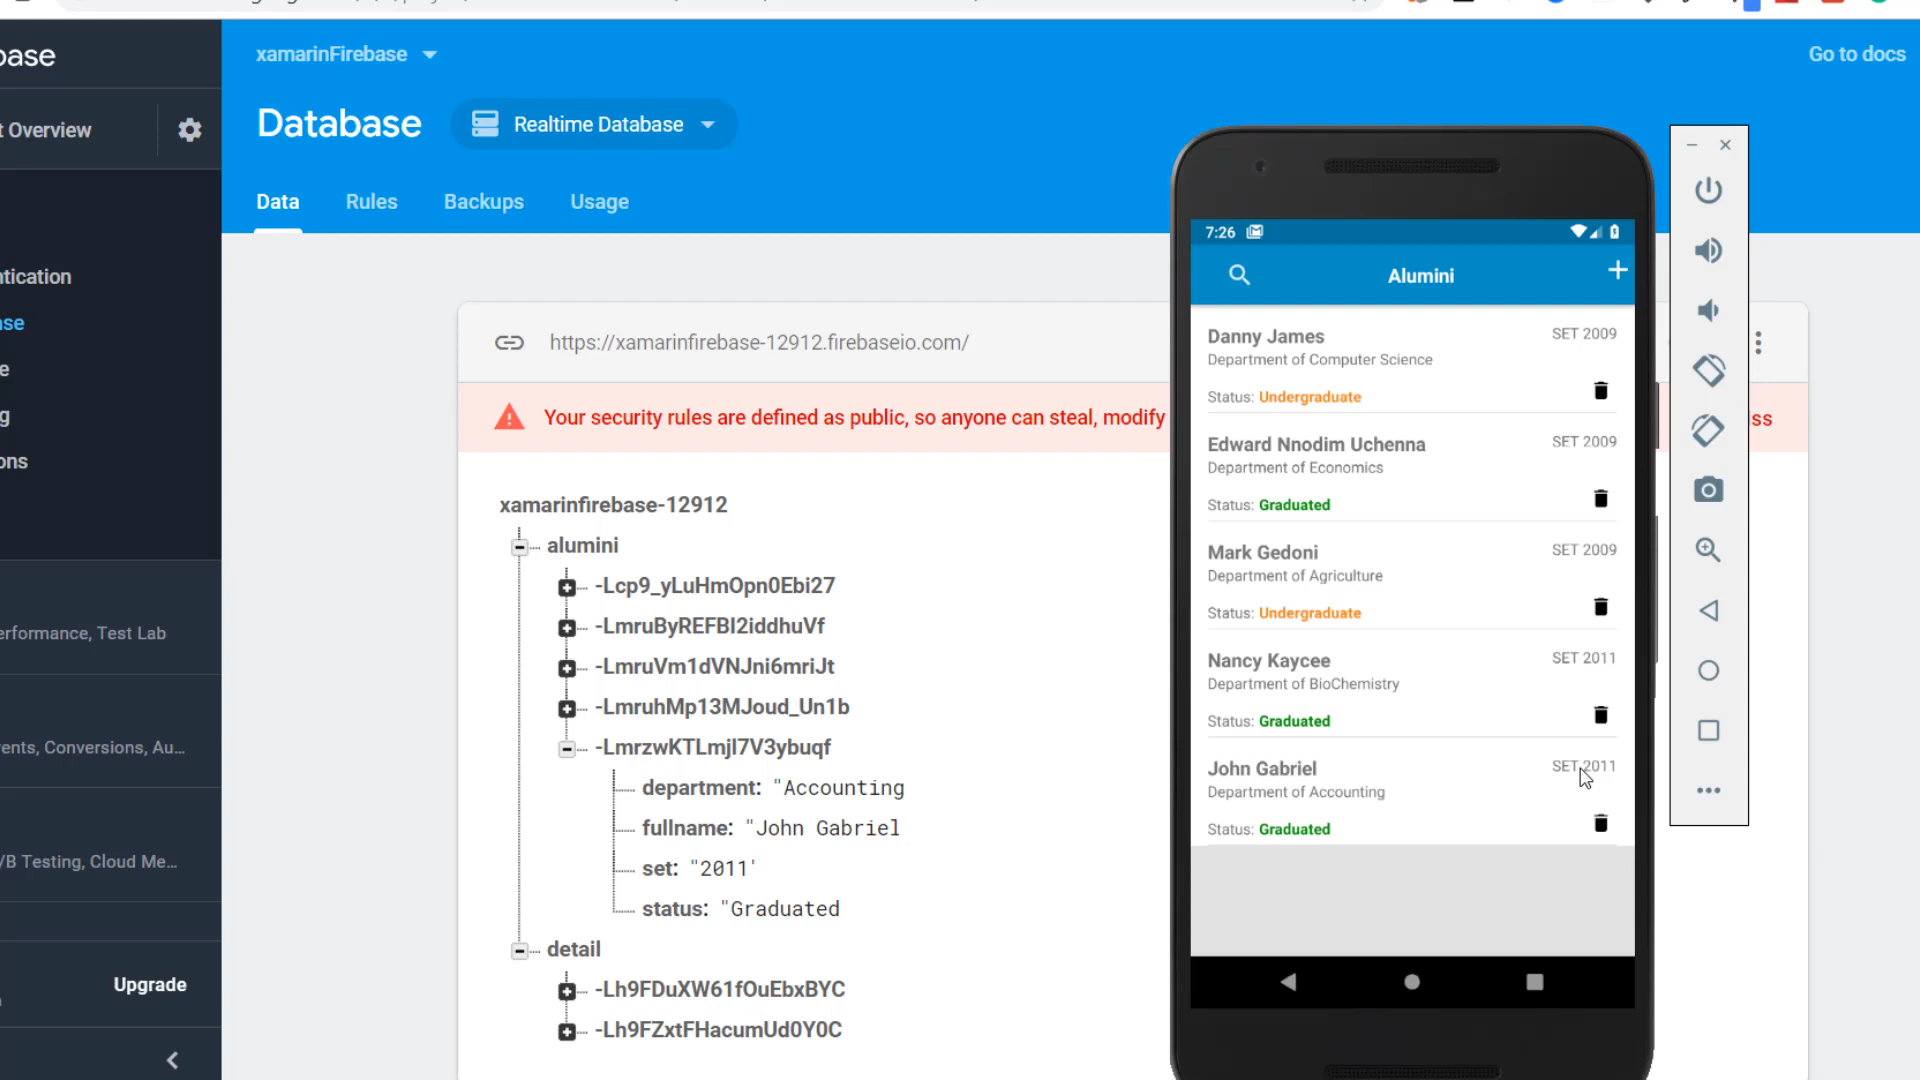 base
xamarinFirebase
Go to docs
t Overview
Database
Realtime Database
Data
Rules
Backups
Usage
ntication
ase
e
g
ons
erformance, Test Lab
ents, Conversions, Au...
/B Testing, Cloud Me...
Upgrade
https://xamarinfirebase-12912.firebaseio.com/
Your security rules are defined as public, so anyone can steal, modify
ss
xamarinfirebase-12912
alumini
-Lcp9_yLuHmOpn0Ebi27
-LmruByREFBI2iddhuVf
-LmruVm1dVNJni6mriJt
-LmruhMp13MJoud_Un1b
-LmrzwKTLmjI7V3ybuqf
department: "Accounting
fullname: "John Gabriel
set: "2011'
status: "Graduated
detail
-Lh9FDuXW61fOuEbxBYC
-Lh9FZxtFHacumUd0Y0C
7:26
Alumini
Danny James
SET 2009
Department of Computer Science
Status: Undergraduate
Edward Nnodim Uchenna
SET 2009
Department of Economics
Status: Graduated
Mark Gedoni
SET 2009
Department of Agriculture
Status: Undergraduate
Nancy Kaycee
SET 2011
Department of BioChemistry
Status: Graduated
John Gabriel
SET 2011
Department of Accounting
Status: Graduated